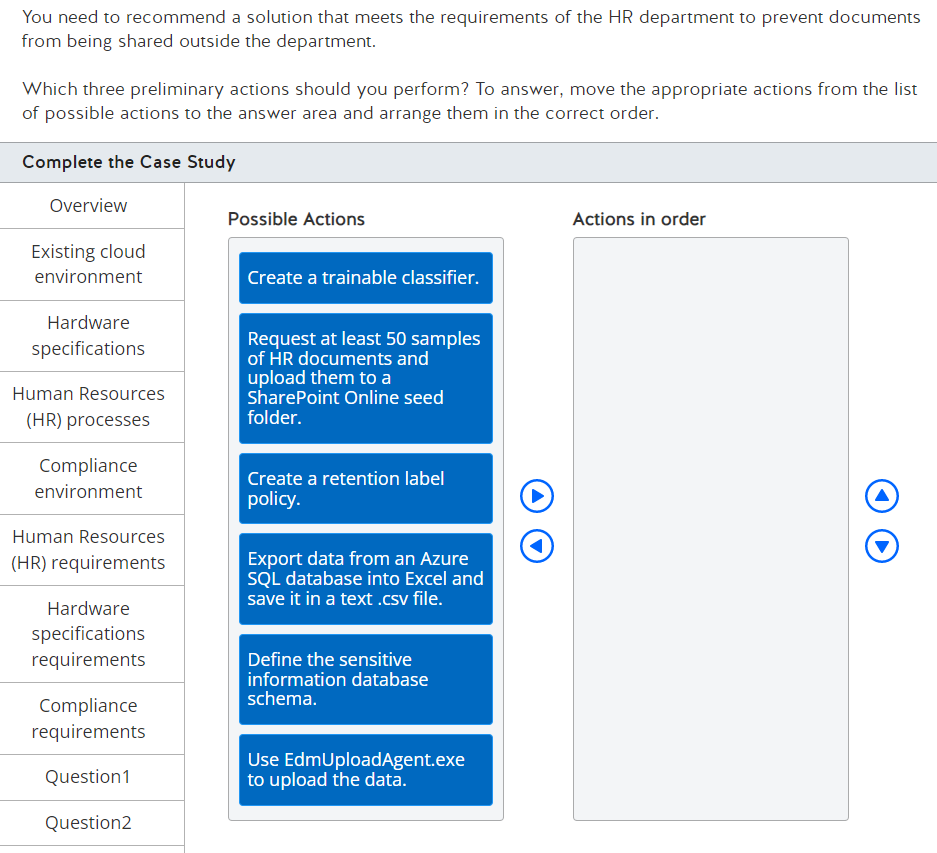 You need to recommend a solution that meets the requirements of the HR department to prevent documents
from being shared outside the department.
Which three preliminary actions should you perform? To answer, move the appropriate actions from the list
of possible actions to the answer area and arrange them in the correct order.
Complete the Case Study
Overview
Existing cloud
environment
Hardware
specifications
Human Resources
(HR) processes
Compliance
environment
Human Resources
(HR) requirements
Hardware
specifications
requirements
Compliance
requirements
Question1
Question2
Possible Actions
Create a trainable classifier.
Request at least 50 samples
of HR documents and
upload them to a
SharePoint Online seed
folder.
Create a retention label
policy.
Export data from an Azure
SQL database into Excel and
save it in a text .csv file.
Define the sensitive
information database
schema.
Use EdmUploadAgent.exe
to upload the data.
Actions in order